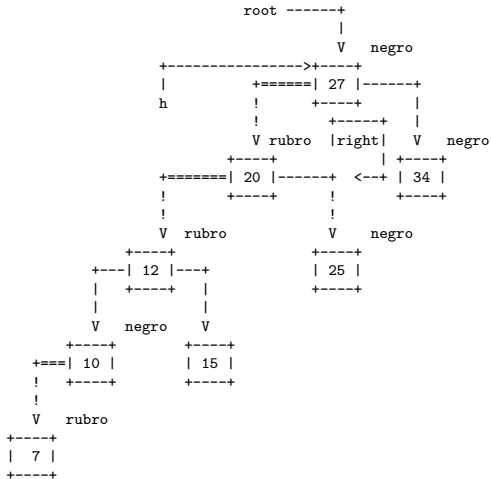 root ------+
|
V negro
+---------------->+----+
| +======| 27 |------+
h ! +----+ |
! +-----+ |
V rubro |right| V negro
+----+ | +----+
+=======| 20 |------+ <--+ | 34 |
! +----+ ! +----+
! !
V rubro V negro
+----+ +----+
+---| 12 |---+ | 25 |
| +----+ | +----+
| |
V negro V
+----+ +----+
+===| 10 | | 15 |
! +----+ +----+
!
V rubro
+----+
| 7 |
+----+